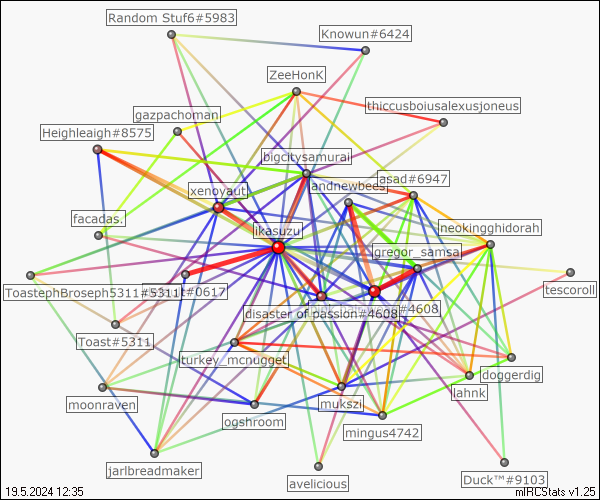 Random Stuf6#5983
Knowun#6424
ZeeHonK
thiccusboiusalexusjoneus
gazpachoman
Heighleaigh#8575
bigcitysamurai
asad#6947
andnewbees
xenoyaut
facadas.
ikasuzu
neokingghidorah
gregor_samsa
ToastephBroseph5311#5311
#0617
tescoroll
disaster of passion#4608
#4608
Toast#5311
turkey_mcnugget
doggerdig
lahnk
moonraven
mukszi
ogshroom
mingus4742
jarlbreadmaker
avelicious
Duck™#9103
19.5.2024 12:35
mIRCStats v1.25